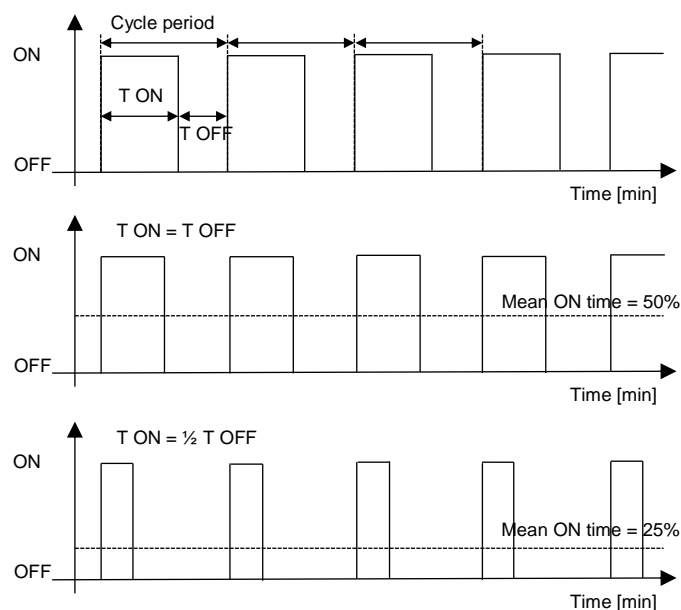 Cycle period
ON
T ON
T OFF
OFF
Time [min]
T ON = T OFF
ON
Mean ON time = 50%
OFF
Time [min]
T ON = ½ T OFF
ON
Mean ON time = 25%
OFF
Time [min]